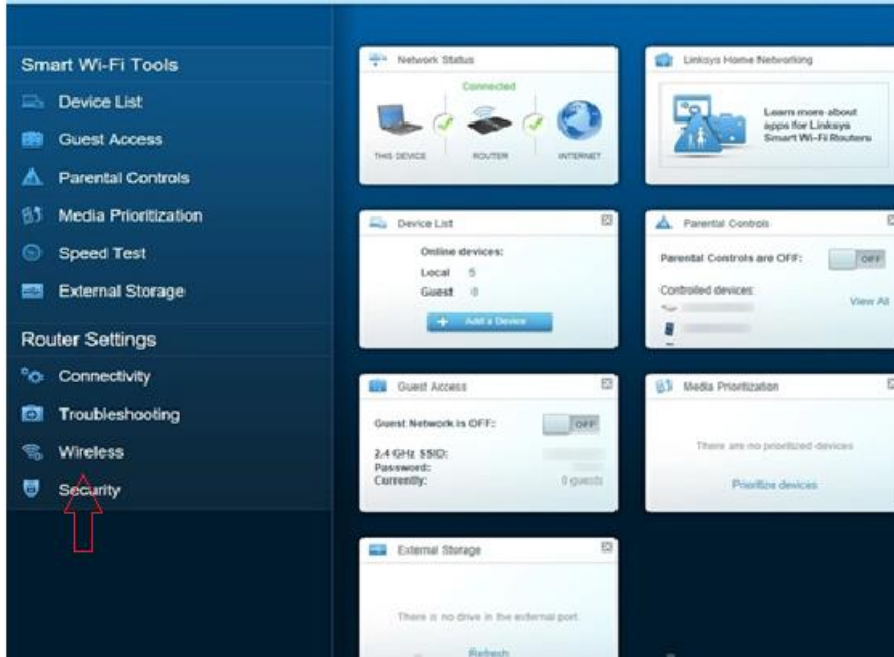 Smart Wi-Fi Tools
Device List
Guest Access
Parental Controls
Media Prioritization
Speed Test
External Storage
Router Settings
Connectivity
Troubleshooting
Wireless
Security
Network Status
Connected
THIS DEVICE
ROUTER
INTERNET
Linksys Home Networking
Learn more about
apps for Linksys
Smart Wi-Fi Routers
Device List
Online devices:
Local 5
Guest 0
+ Add a Device
Parental Controls
Parental Controls are OFF: OFF
Controlled devices:
View All
Guest Access
Guest Network is OFF: OFF
2.4 GHz SSID:
Password:
Currently: 0 guests
Media Prioritization
There are no prioritized devices
Prioritize devices
External Storage
There is no drive in the external port.
Refresh